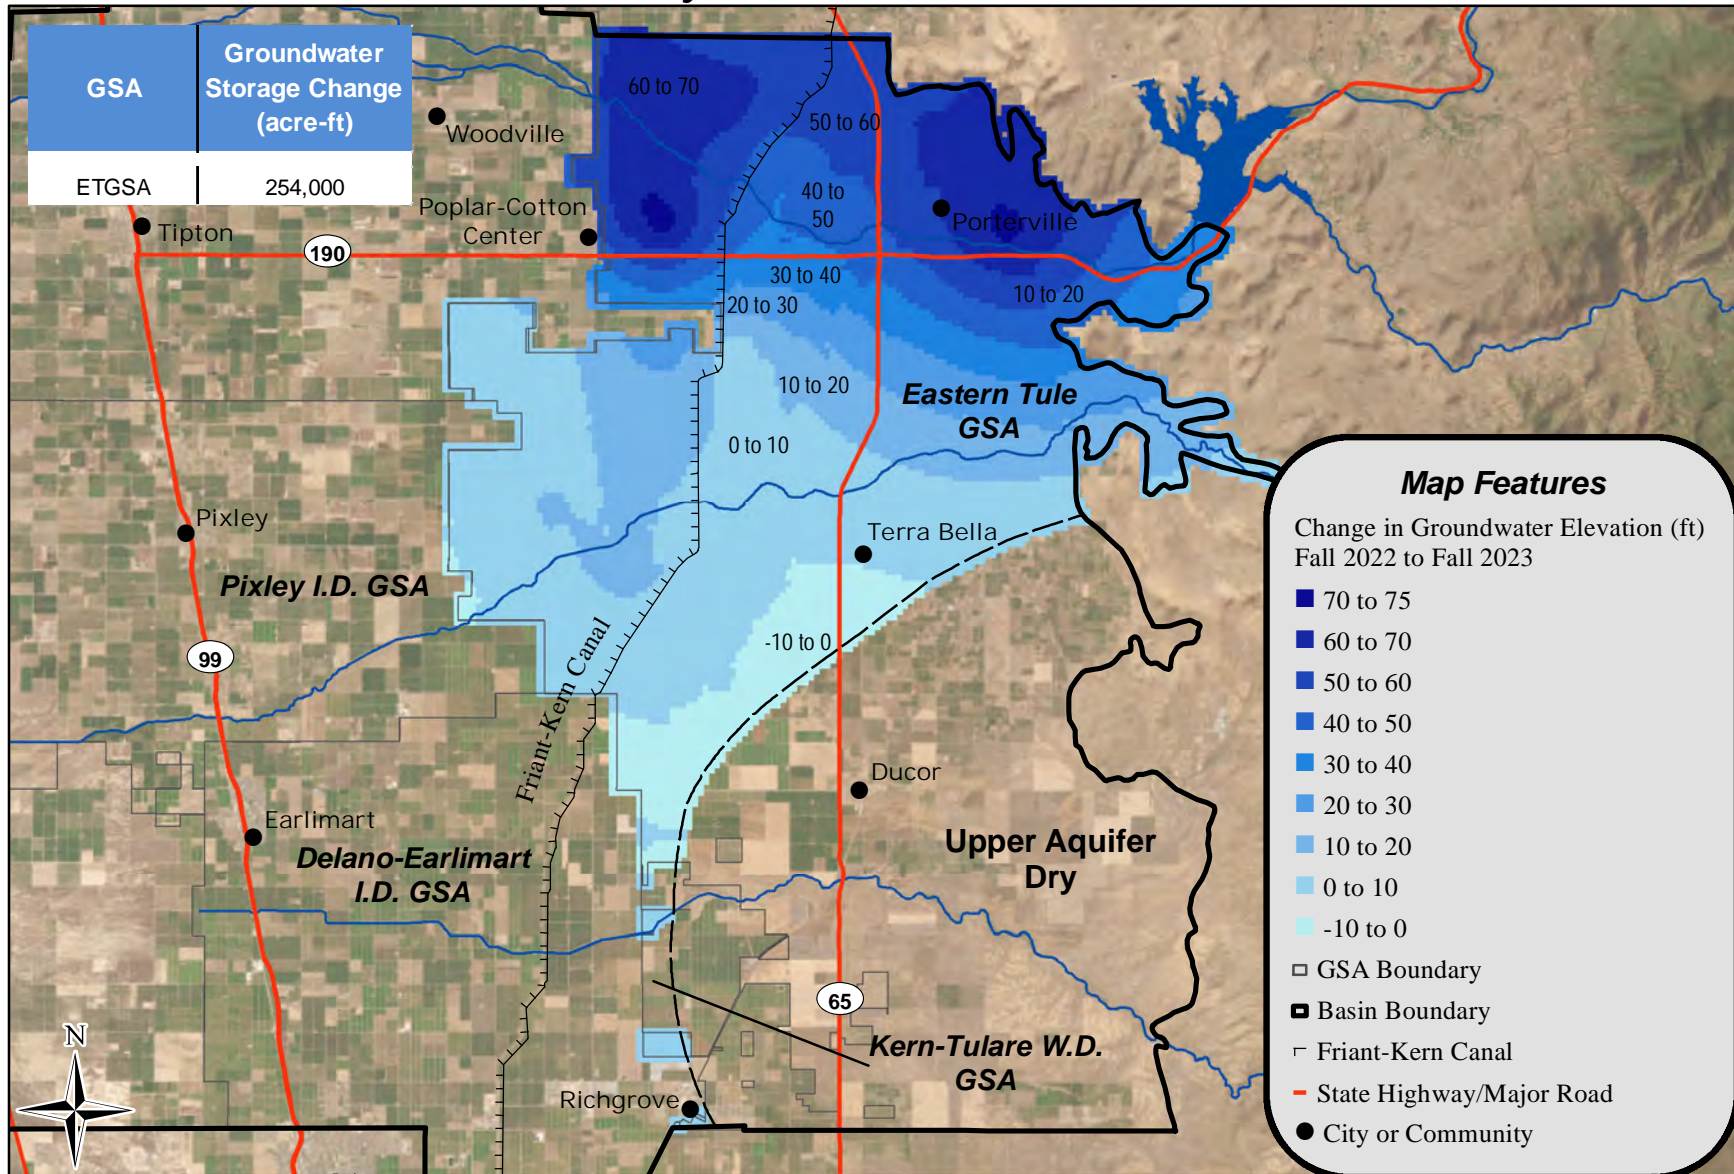 GSA
Groundwater
Storage Change
(acre-ft)
ETGSA
254,000
Woodville
Tipton
Poplar-Cotton
Center
190
60 to 70
50 to 60
40 to
50
Porterville
30 to 40
20 to 30
10 to 20
10 to 20
Eastern Tule
GSA
0 to 10
Pixley
Terra Bella
Pixley I.D. GSA
-10 to 0
99
Friant-Kern Canal
Ducor
Earlimart
Delano-Earlimart
I.D. GSA
Upper Aquifer
Dry
65
Kern-Tulare W.D.
GSA
Richgrove
N
Map Features
Change in Groundwater Elevation (ft)
Fall 2022 to Fall 2023
70 to 75
60 to 70
50 to 60
40 to 50
30 to 40
20 to 30
10 to 20
0 to 10
-10 to 0
GSA Boundary
Basin Boundary
Friant-Kern Canal
State Highway/Major Road
City or Community